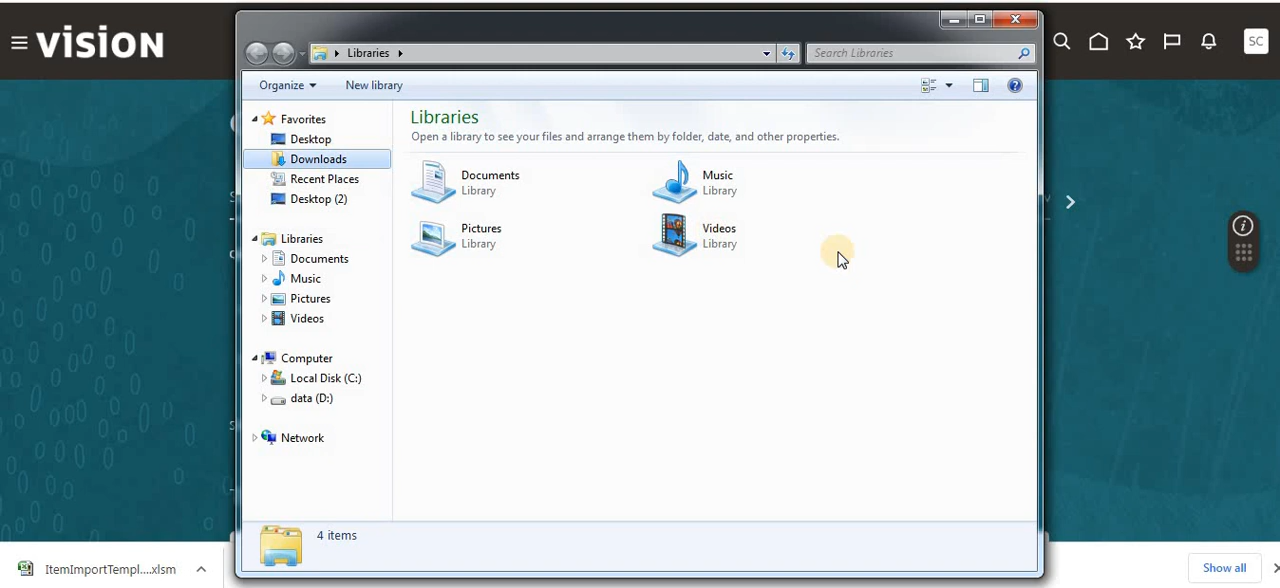 vision
SC
Libraries
Search Libraries
Organize
New library
Favorites
Desktop
Downloads
Recent Places
Desktop (2)
Libraries
Documents
Music
Pictures
Videos
Computer
Local Disk (C:)
data (D:)
Network
Libraries
Open a library to see your files and arrange them by folder, date, and other properties.
Documents
Library
Music
Library
Pictures
Library
Videos
Library
4 items
ItemImportTempl....xlsm
Show all